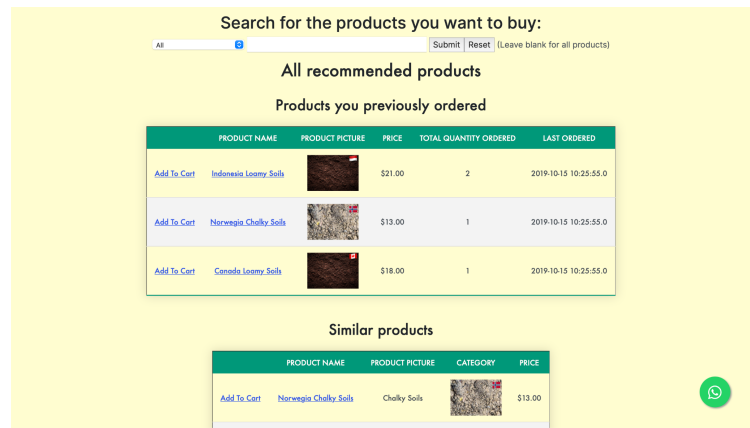 Search for the products you want to buy:
All Submit Reset (Leave blank for all products)
All recommended products
Products you previously ordered
PRODUCT NAME PRODUCT PICTURE PRICE TOTAL QUANTITY ORDERED LAST ORDERED
Add To Cart Indonesia Loamy Soils $21.00 2 2019-10-15 10:25:55.0
Add To Cart Norwegia Chalky Soils $13.00 1 2019-10-15 10:25:55.0
Add To Cart Canada Loamy Soils $18.00 1 2019-10-15 10:25:55.0
Similar products
PRODUCT NAME PRODUCT PICTURE CATEGORY PRICE
Add To Cart Norwegia Chalky Soils Chalky Soils $13.00